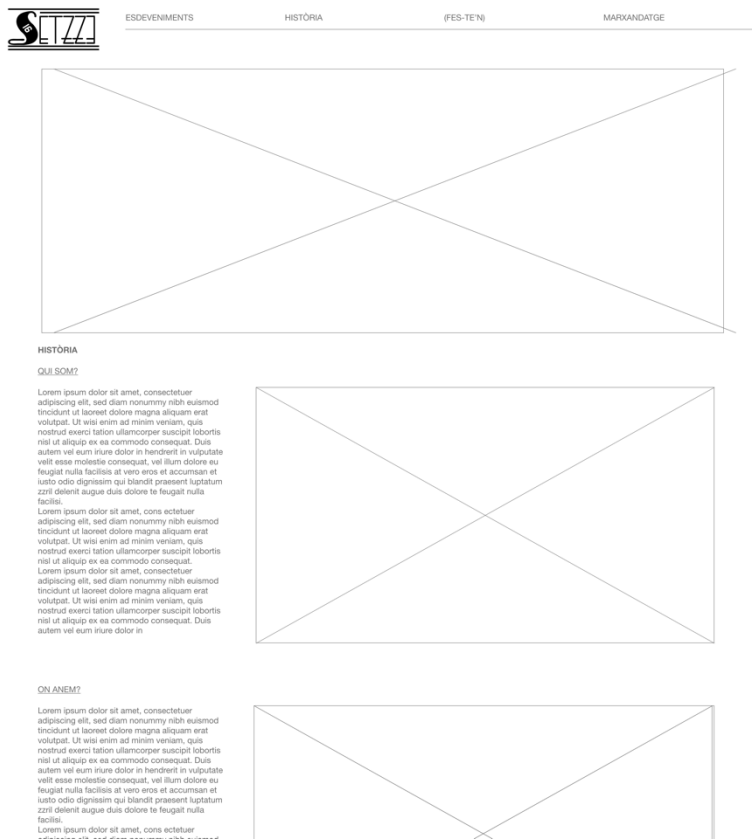 16
SETZZE
ESDEVENIMENTS
HISTÒRIA
(FES-TE'N)
MARXANDATGE
HISTÒRIA
QUI SOM?
Lorem ipsum dolor sit amet, consectetuer
adipiscing elit, sed diam nonummy nibh euismod
tincidunt ut laoreet dolore magna aliquam erat
volutpat. Ut wisi enim ad minim veniam, quis
nostrud exerci tation ullamcorper suscipit lobortis
nisl ut aliquip ex ea commodo consequat. Duis
autem vel eum iriure dolor in hendrerit in vulputate
velit esse molestie consequat, vel illum dolore eu
feugiat nulla facilisis at vero eros et accumsan et
iusto odio dignissim qui blandit praesent luptatum
zzril delenit augue duis dolore te feugait nulla
facilisi.
Lorem ipsum dolor sit amet, cons ectetuer
adipiscing elit, sed diam nonummy nibh euismod
tincidunt ut laoreet dolore magna aliquam erat
volutpat. Ut wisi enim ad minim veniam, quis
nostrud exerci tation ullamcorper suscipit lobortis
nisl ut aliquip ex ea commodo consequat.
Lorem ipsum dolor sit amet, consectetuer
adipiscing elit, sed diam nonummy nibh euismod
tincidunt ut laoreet dolore magna aliquam erat
volutpat. Ut wisi enim ad minim veniam, quis
nostrud exerci tation ullamcorper suscipit lobortis
nisl ut aliquip ex ea commodo consequat. Duis
autem vel eum iriure dolor in
ON ANEM?
Lorem ipsum dolor sit amet, consectetuer
adipiscing elit, sed diam nonummy nibh euismod
tincidunt ut laoreet dolore magna aliquam erat
volutpat. Ut wisi enim ad minim veniam, quis
nostrud exerci tation ullamcorper suscipit lobortis
nisl ut aliquip ex ea commodo consequat. Duis
autem vel eum iriure dolor in hendrerit in vulputate
velit esse molestie consequat, vel illum dolore eu
feugiat nulla facilisis at vero eros et accumsan et
iusto odio dignissim qui blandit praesent luptatum
zzril delenit augue duis dolore te feugait nulla
facilisi.
Lorem ipsum dolor sit amet, cons ectetuer